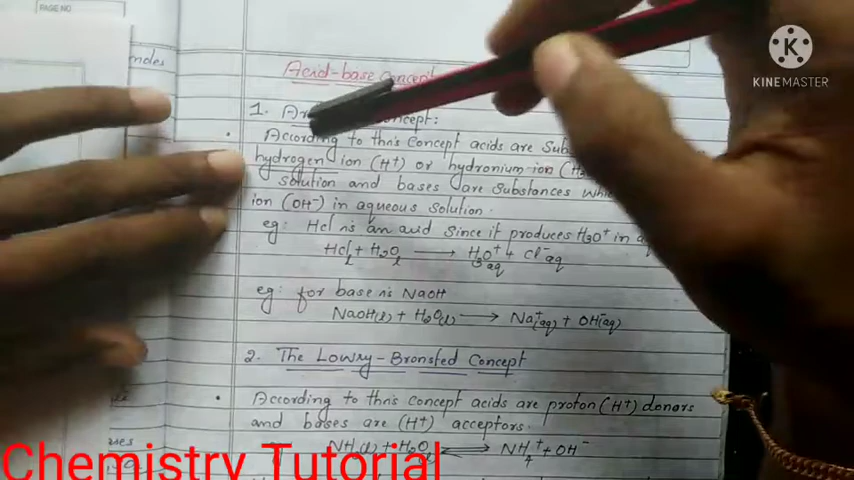 PAGE NO
K
KINEMASTER
Acid-base Concept
1. Ar concept:
According to this concept acids are Sub
hydrogen ion (H+) or hydronium-ion (H3
solution and bases are substances whi
ion (OH-) in aqueous solution.
eg: Hcl is an acid since it produces H3O+ in aq
Hcl l + H2O l → H3O+ aq + Cl- aq
eg: for base is NaOH
NaOH(l) + H2O(l) → Na+(aq) + OH-(aq)
2. The Lowry-Bronsted Concept
According to this concept acids are proton (H+) donors
and bases are (H+) acceptors.
NH3(l) + H2O l ⇌ NH4+ + OH-
Chemistry Tutorial